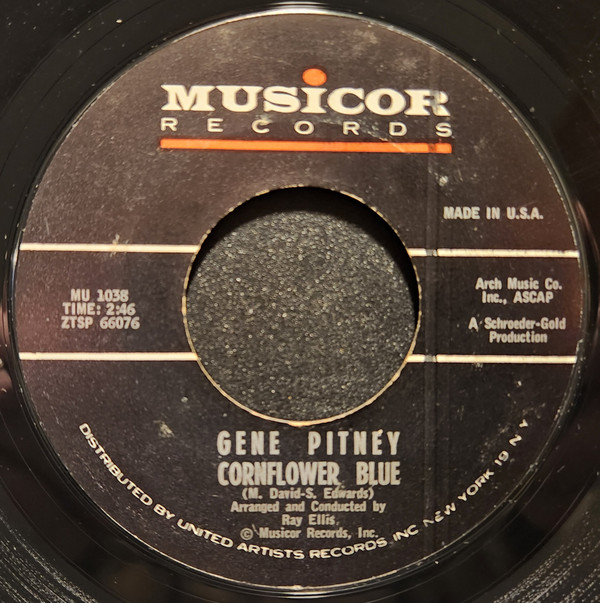 MUSICOR
RECORDS
MADE IN U.S.A.
MU 1038
TIME: 2:46
ZTSP 66076
Arch Music Co.
Inc., ASCAP
A Schroeder-Gold
Production
GENE PITNEY
CORNFLOWER BLUE
(M. David-S. Edwards)
Arranged and Conducted by
Ray Ellis
© Musicor Records, Inc.
DISTRIBUTED BY UNITED ARTISTS RECORDS, INC NEW YORK 19 N Y